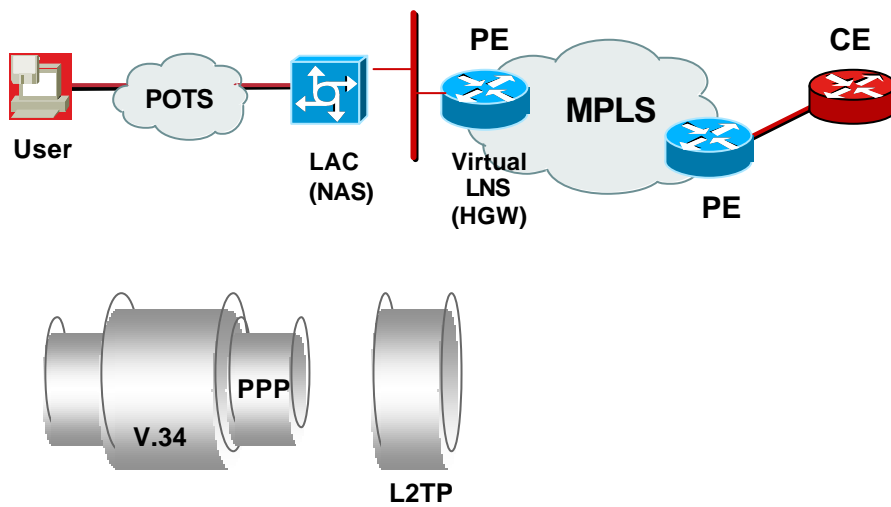 PE
CE
POTS
MPLS
User
LAC
(NAS)
Virtual
LNS
(HGW)
PE
PPP
V.34
L2TP